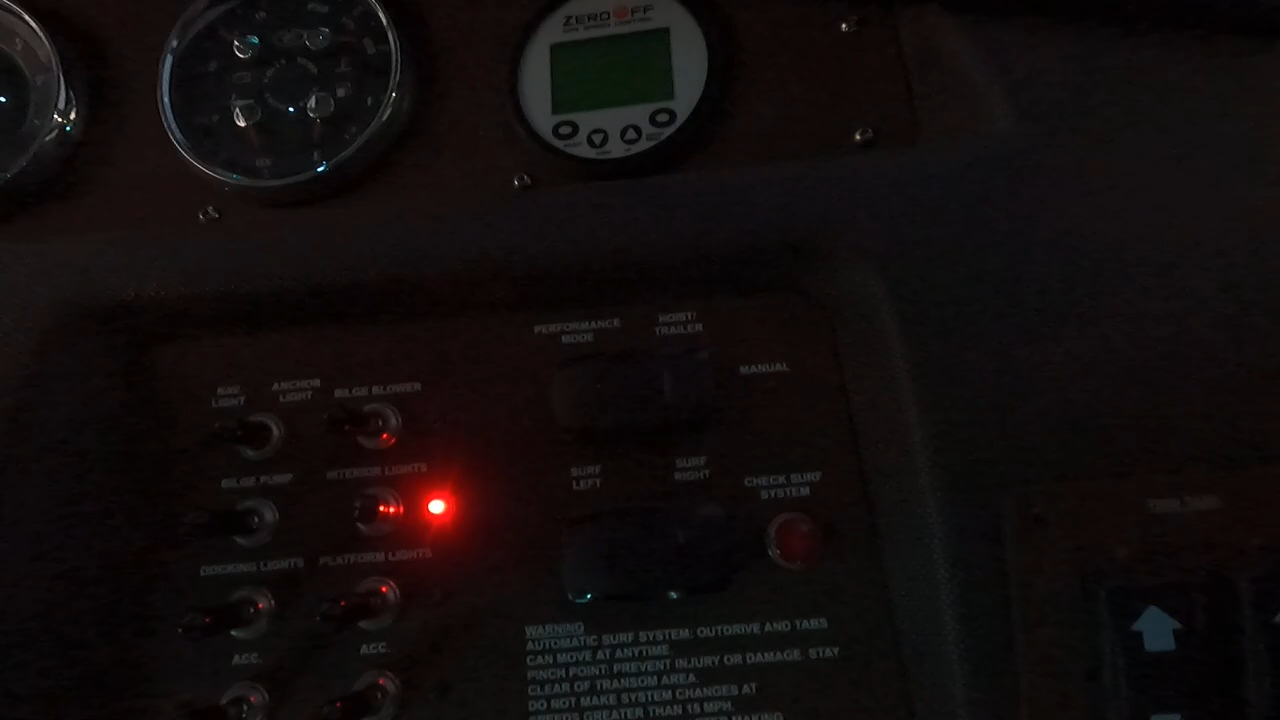 ZERO OFF
GPS SPEED CONTROL
PERFORMANCE
MODE
HOIST/
TRAILER
MANUAL
NAV
LIGHT
ANCHOR
LIGHT
BILGE BLOWER
BILGE PUMP
INTERIOR LIGHTS
SURF
LEFT
SURF
RIGHT
CHECK SURF
SYSTEM
DOCKING LIGHTS
PLATFORM LIGHTS
ACC.
ACC.
WARNING
AUTOMATIC SURF SYSTEM: OUTDRIVE AND TABS
CAN MOVE AT ANYTIME.
PINCH POINT: PREVENT INJURY OR DAMAGE. STAY
CLEAR OF TRANSOM AREA.
DO NOT MAKE SYSTEM CHANGES AT
SPEEDS GREATER THAN 15 MPH.